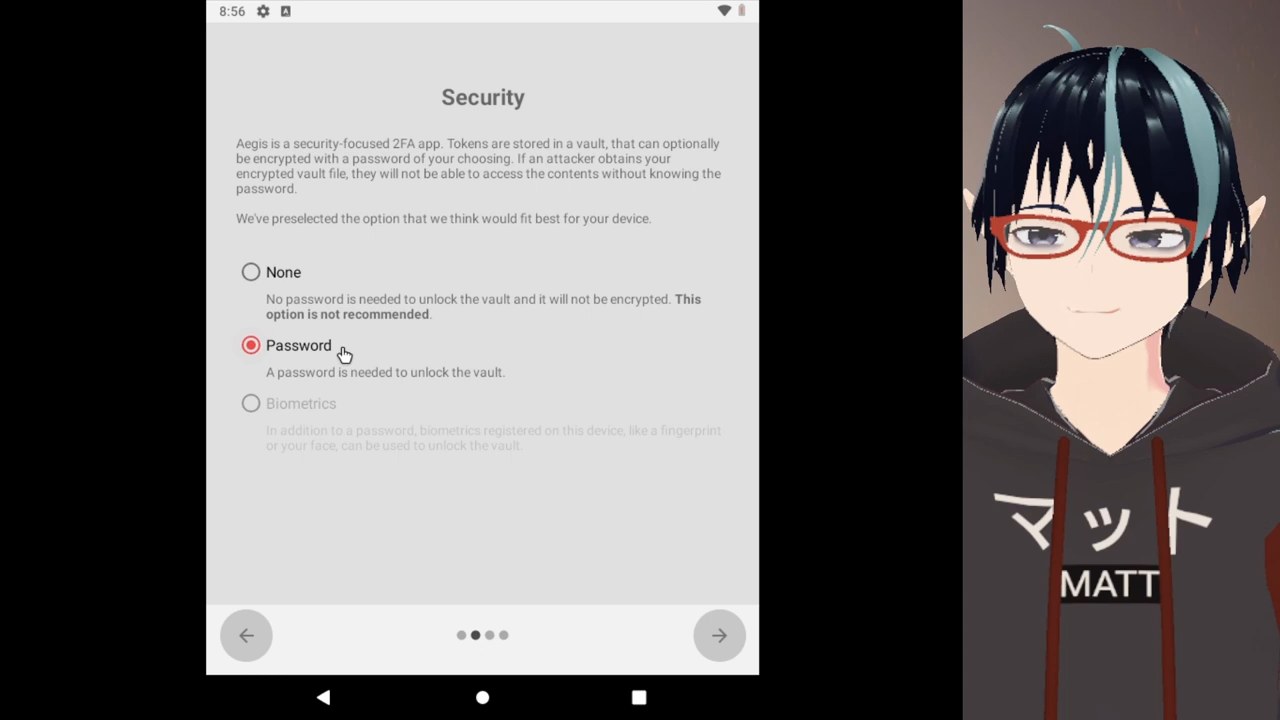 8:56
A
Security
Aegis is a security-focused 2FA app. Tokens are stored in a vault, that can optionally
be encrypted with a password of your choosing. If an attacker obtains your
encrypted vault file, they will not be able to access the contents without knowing the
password.
We've preselected the option that we think would fit best for your device.
None
No password is needed to unlock the vault and it will not be encrypted. This
option is not recommended.
Password
A password is needed to unlock the vault.
Biometrics
In addition to a password, biometrics registered on this device, like a fingerprint
or your face, can be used to unlock the vault.
マット
MATT